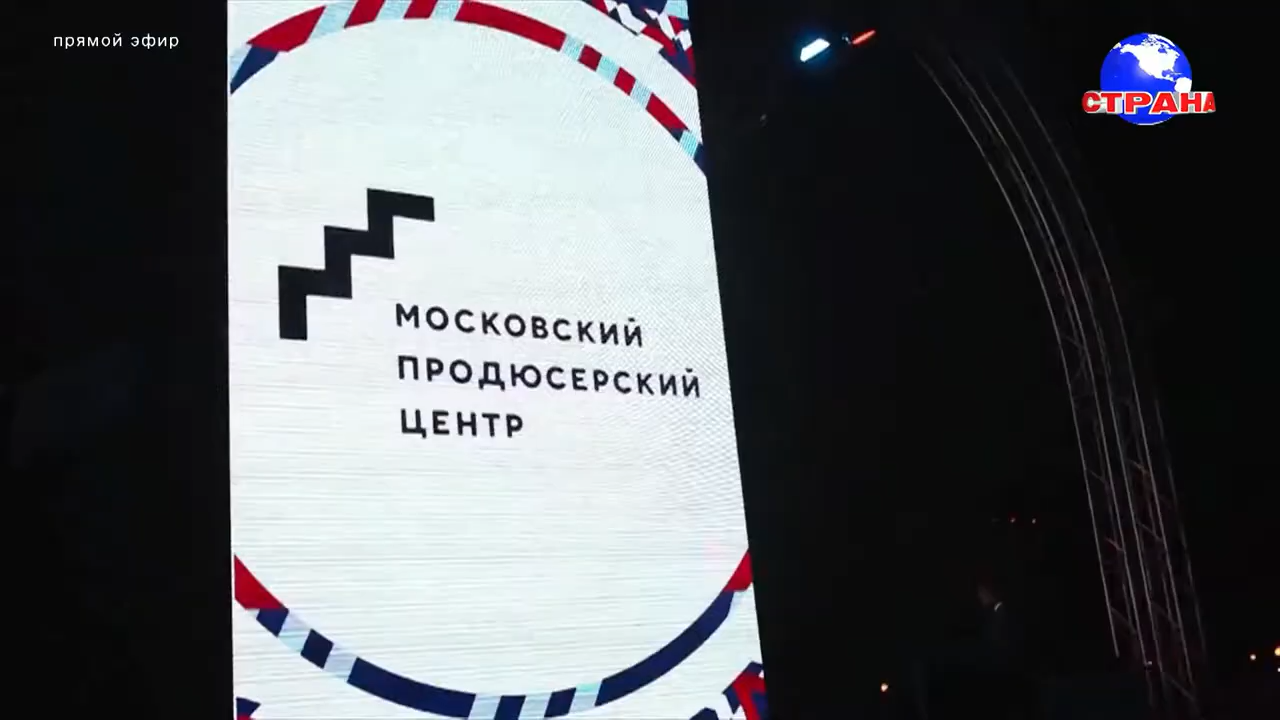 прямой эфир
СТРАНА
МОСКОВСКИЙ
ПРОДЮСЕРСКИЙ
ЦЕНТР